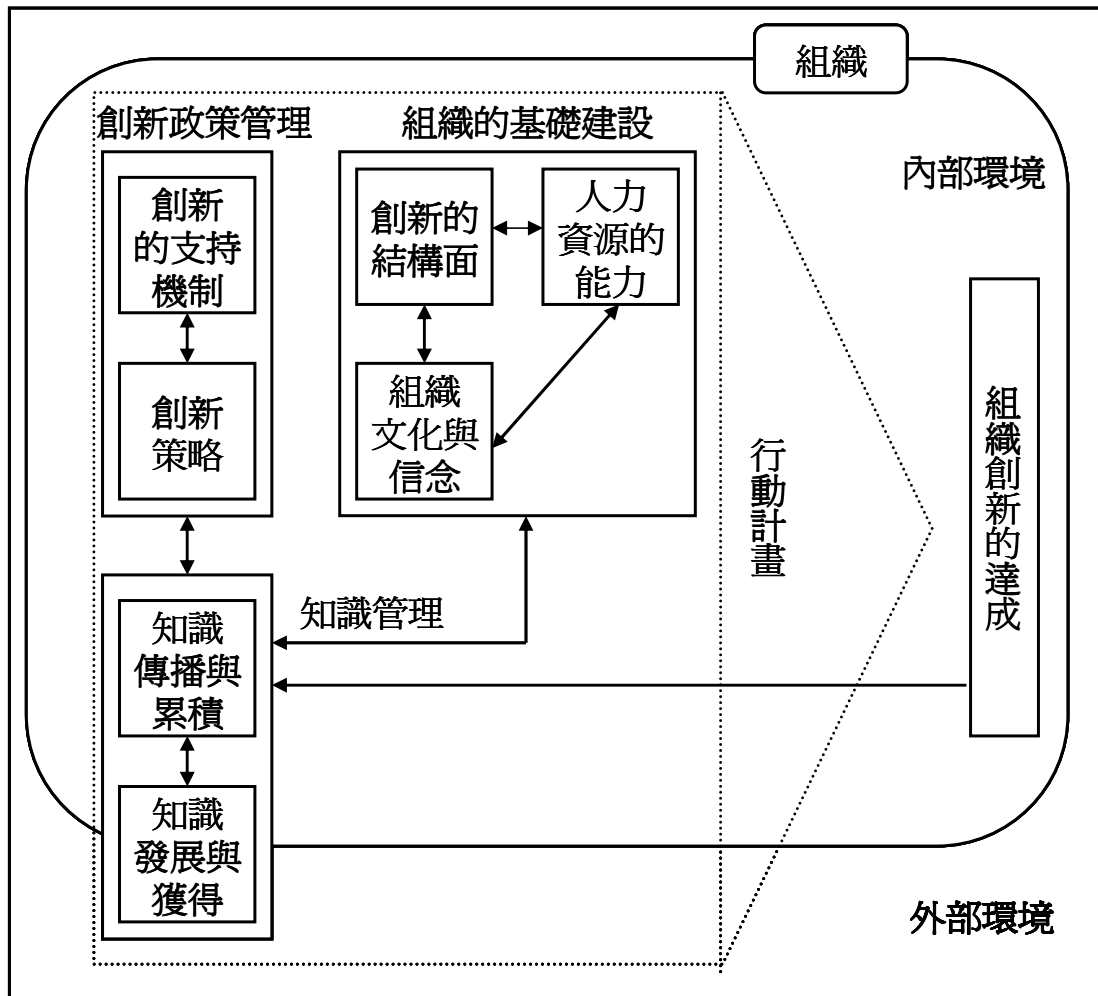 組織
創新政策管理
組織的基礎建設
內部環境
創新
的支持
機制
創新
策略
創新的
結構面
人力
資源的
能力
組織
文化與
信念
行動計畫
組織創新的達成
知識管理
知識
傳播與
累積
知識
發展與
獲得
外部環境